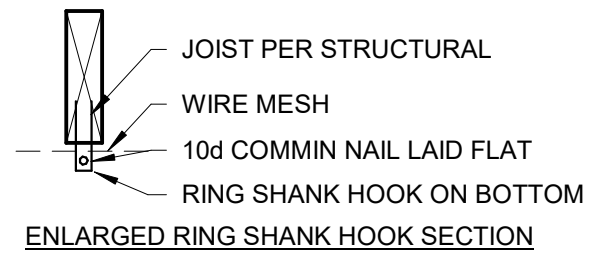 JOIST PER STRUCTURAL
WIRE MESH
10d COMMIN NAIL LAID FLAT
RING SHANK HOOK ON BOTTOM
ENLARGED RING SHANK HOOK SECTION